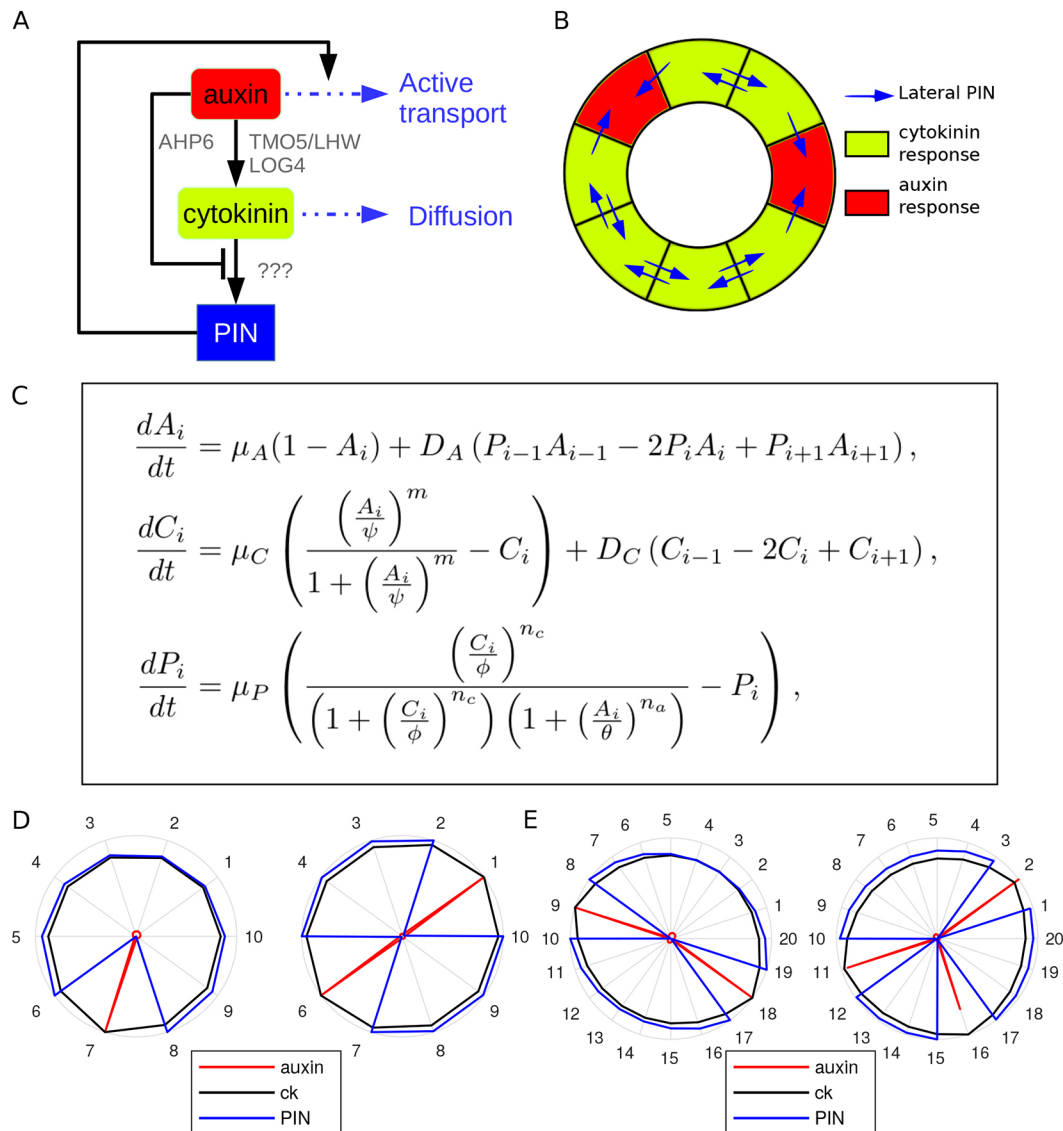 A
auxin
Active
transport
AHP6
TMO5/LHW
LOG4
cytokinin
Diffusion
???
PIN
B
Lateral PIN
cytokinin
response
auxin
response
C
dA_i/dt = μ_A(1 − A_i) + D_A (P_{i−1}A_{i−1} − 2P_iA_i + P_{i+1}A_{i+1}),
dC_i/dt = μ_C ( (A_i/ψ)^m / (1 + (A_i/ψ)^m) − C_i ) + D_C (C_{i−1} − 2C_i + C_{i+1}),
dP_i/dt = μ_P ( (C_i/φ)^{n_c} / ((1 + (C_i/φ)^{n_c}) (1 + (A_i/θ)^{n_a})) − P_i ),
D
3 2
4 1
5 10
6 9
7 8
3 2
4 1
5 10
6 9
7 8
auxin
ck
PIN
E
6 5 4
7 3
8 2
9 1
10 20
11 19
12 18
13 17
14 15 16
6 5 4
7 3
8 2
9 1
10 20
11 19
12 18
13 17
14 15 16
auxin
ck
PIN